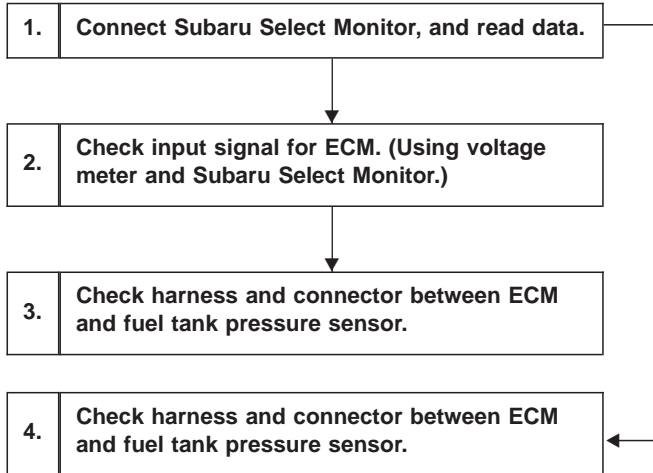 1. Connect Subaru Select Monitor, and read data.
2. Check input signal for ECM. (Using voltage
meter and Subaru Select Monitor.)
3. Check harness and connector between ECM
and fuel tank pressure sensor.
4. Check harness and connector between ECM
and fuel tank pressure sensor.